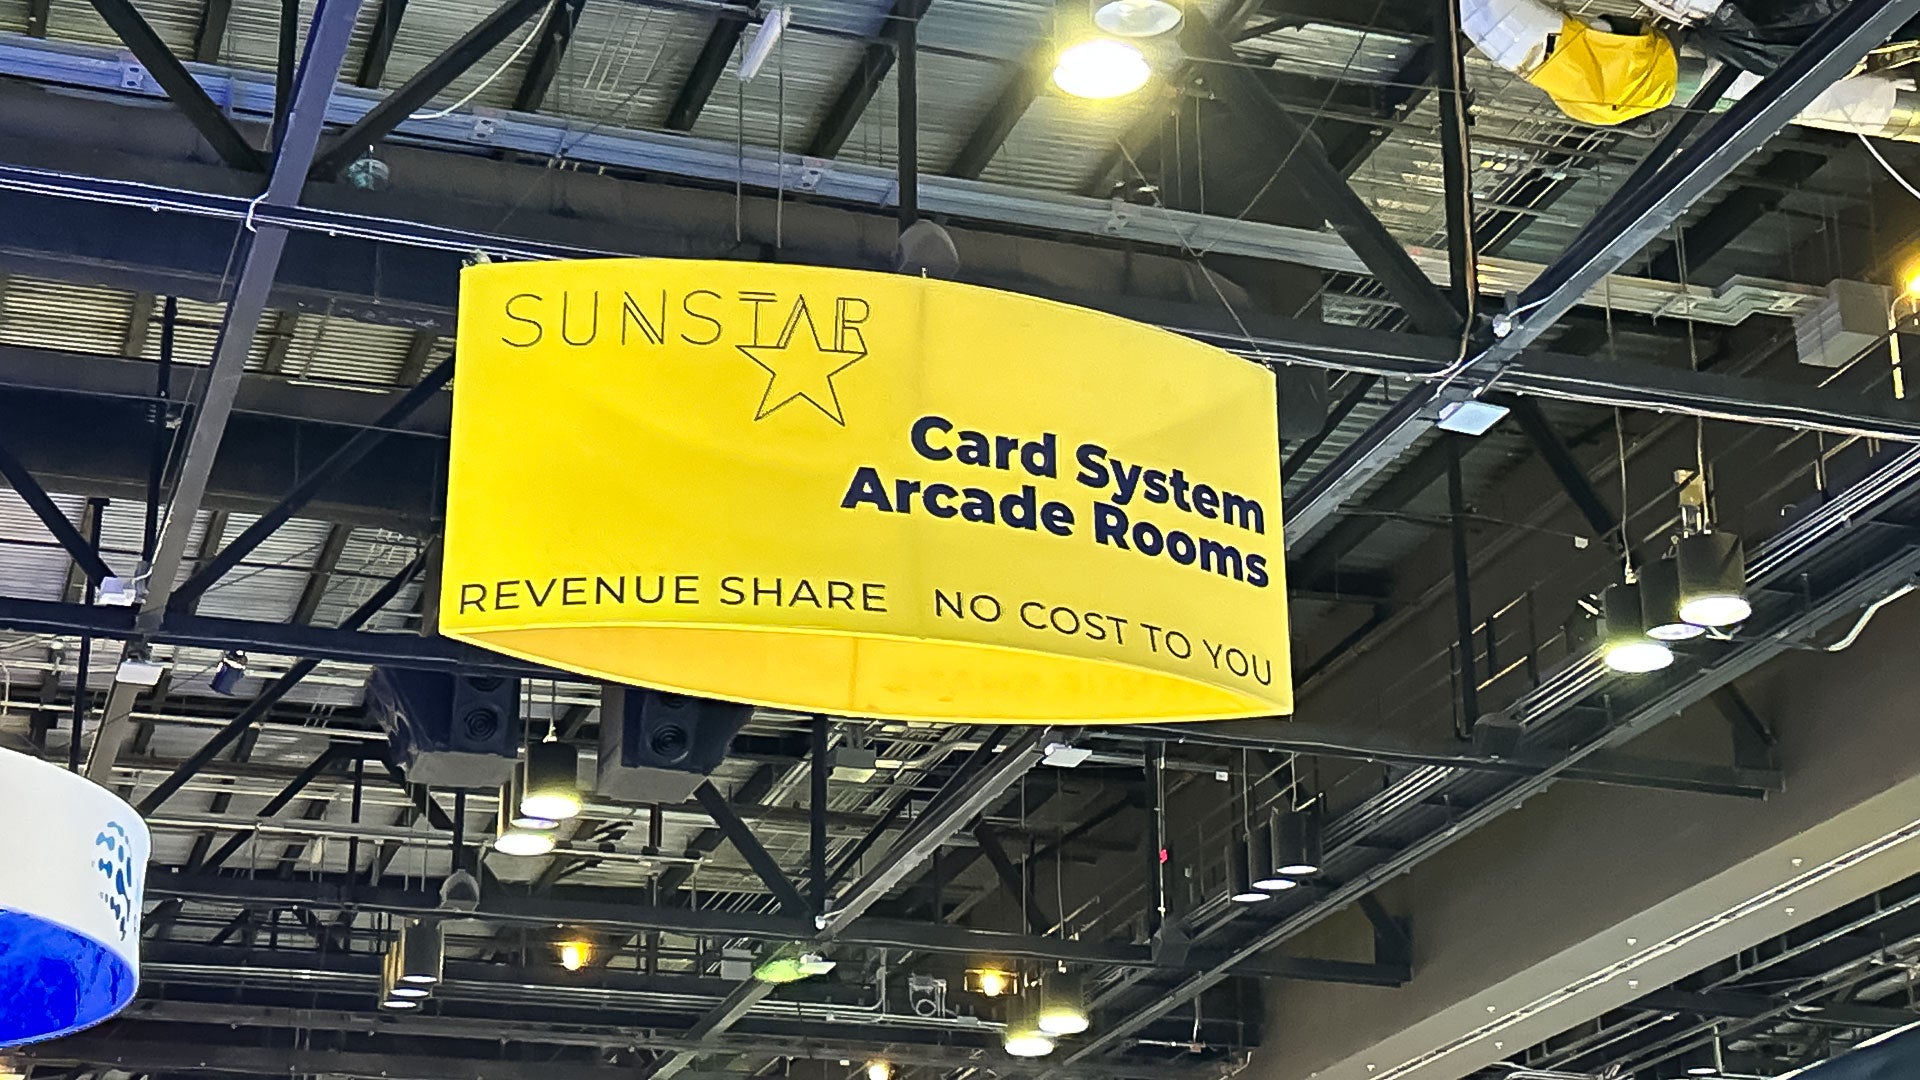 SUNSTAR
Card System
Arcade Rooms
REVENUE SHARE NO COST TO YOU